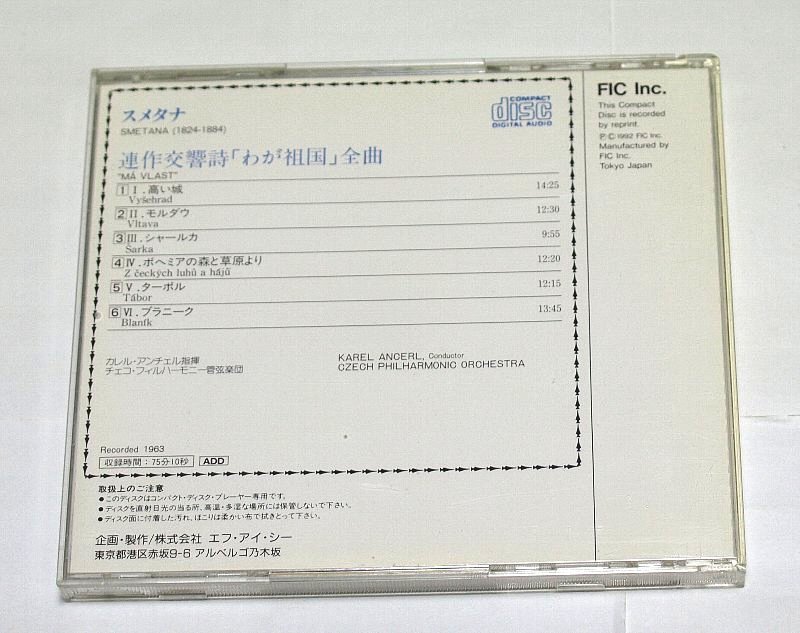 スメタナ
SMETANA (1824-1884)
COMPACT
disc
DIGITAL AUDIO
連作交響詩「わが祖国」全曲
"MÁ VLAST"
1 I.高い城 14:25
Vyšehrad
2 II.モルダウ 12:30
Vltava
3 III.シャールカ 9:55
Šarka
4 IV.ボヘミアの森と草原より 12:20
Z českých luhů a hájů
5 V.ターボル 12:15
Tábor
6 VI.ブラニーク 13:45
Blaník
カレル・アンチェル指揮
チェコ・フィルハーモニー管弦楽団
KAREL ANCERL, Conductor
CZECH PHILHARMONIC ORCHESTRA
Recorded 1963
収録時間:75分10秒 ADD
取扱上のご注意
●このディスクはコンパクト・ディスク・プレーヤー専用です。
●ディスクを直射日光の当る所、高温・多湿な場所には保管しないで下さい。
●ディスク面に付着した汚れ、ほこりは柔かい布で拭きとって下さい。
企画・製作/株式会社 エフ・アイ・シー
東京都港区赤坂9-6 アルベルゴ乃木坂
FIC Inc.
This Compact
Disc is recorded
by reprint.
P.C.1992 FIC Inc.
Manufactured by
FIC Inc.
Tokyo Japan